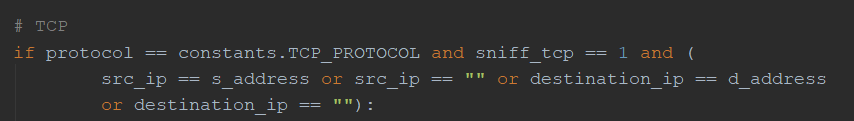 # TCP
if protocol == constants.TCP_PROTOCOL and sniff_tcp == 1 and (
src_ip == s_address or src_ip == "" or destination_ip == d_address
or destination_ip == ""):